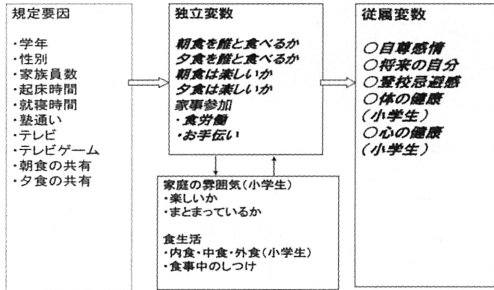 規定要因
・学年
・性別
・家族員数
・起床時間
・就寝時間
・塾通い
・テレビ
・テレビゲーム
・朝食の共有
・夕食の共有
独立変数
朝食を誰と食べるか
夕食を誰と食べるか
朝食は楽しいか
夕食は楽しいか
家事参加
・食労働
・お手伝い
家庭の雰囲気(小学生)
・楽しいか
・まとまっているか
食生活
・内食・中食・外食(小学生)
・食事中のしつけ
従属変数
〇自尊感情
〇将来の自分
〇登校忌避感
〇体の健康
(小学生)
〇心の健康
(小学生)